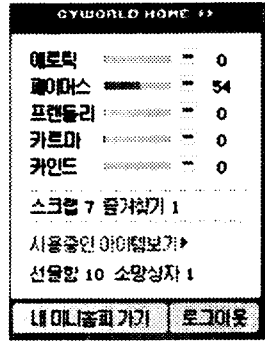 CYWORLD HOME
에로틱 0
페이머스 54
프랜들리 0
카르마 0
카인드 0
스크랩 7 즐겨찾기 1
사용중인 아이템보기
선물함 10 소망상자 1
내 미니홈피 가기 로그아웃